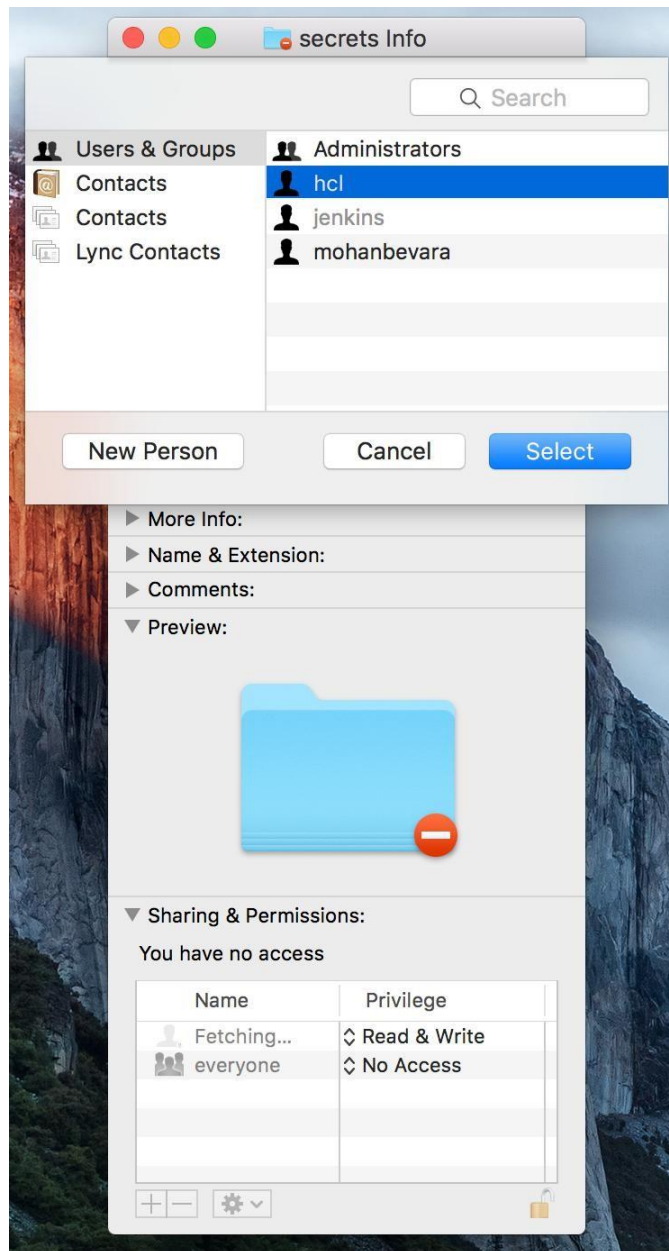 secrets Info
Search
Users & Groups
Contacts
Contacts
Lync Contacts
Administrators
hcl
jenkins
mohanbevara
New Person Cancel Select
More Info:
Name & Extension:
Comments:
Preview:
Sharing & Permissions:
You have no access
Name Privilege
Fetching... Read & Write
everyone No Access